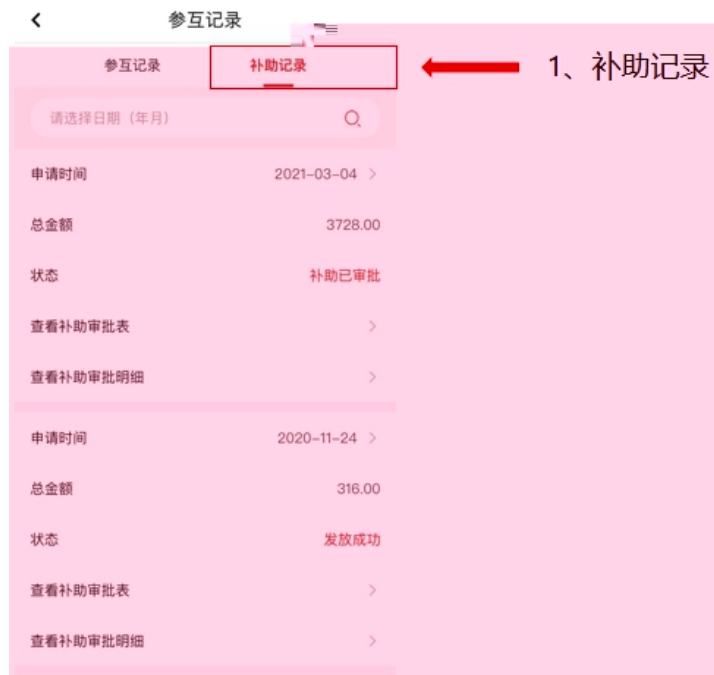 参互记录
参互记录 补助记录
1、补助记录
请选择日期（年月）
申请时间 2021-03-04
总金额 3728.00
状态 补助已审批
查看补助审批表
查看补助审批明细
申请时间 2020-11-24
总金额 316.00
状态 发放成功
查看补助审批表
查看补助审批明细